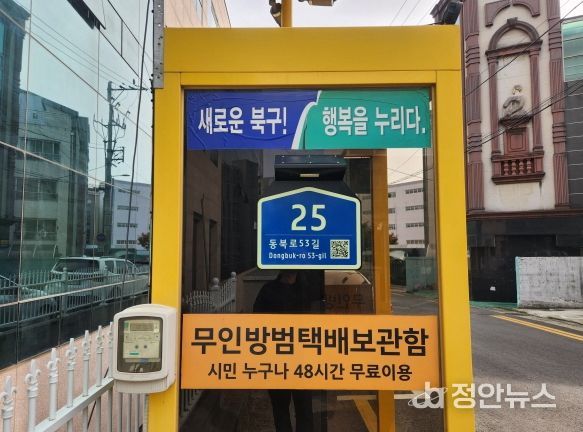 새로운 북구! 행복을 누리다.
25
동북로53길
Dongbuk-ro 53-gil
무인방범택배보관함
시민 누구나 48시간 무료이용
정안뉴스